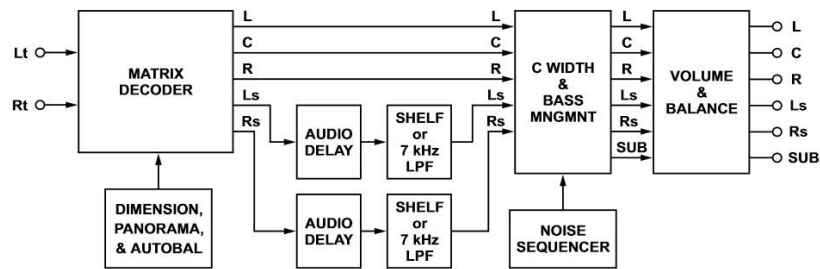 L L L L
C C C C
R R R R
Ls Ls Ls Ls
Rs Rs Rs Rs
SUB SUB
Lt
Rt
MATRIX
DECODER
AUDIO
DELAY
SHELF
or
7 kHz
LPF
AUDIO
DELAY
SHELF
or
7 kHz
LPF
C WIDTH
&
BASS
MNGMNT
VOLUME
&
BALANCE
DIMENSION,
PANORAMA,
& AUTOBAL
NOISE
SEQUENCER